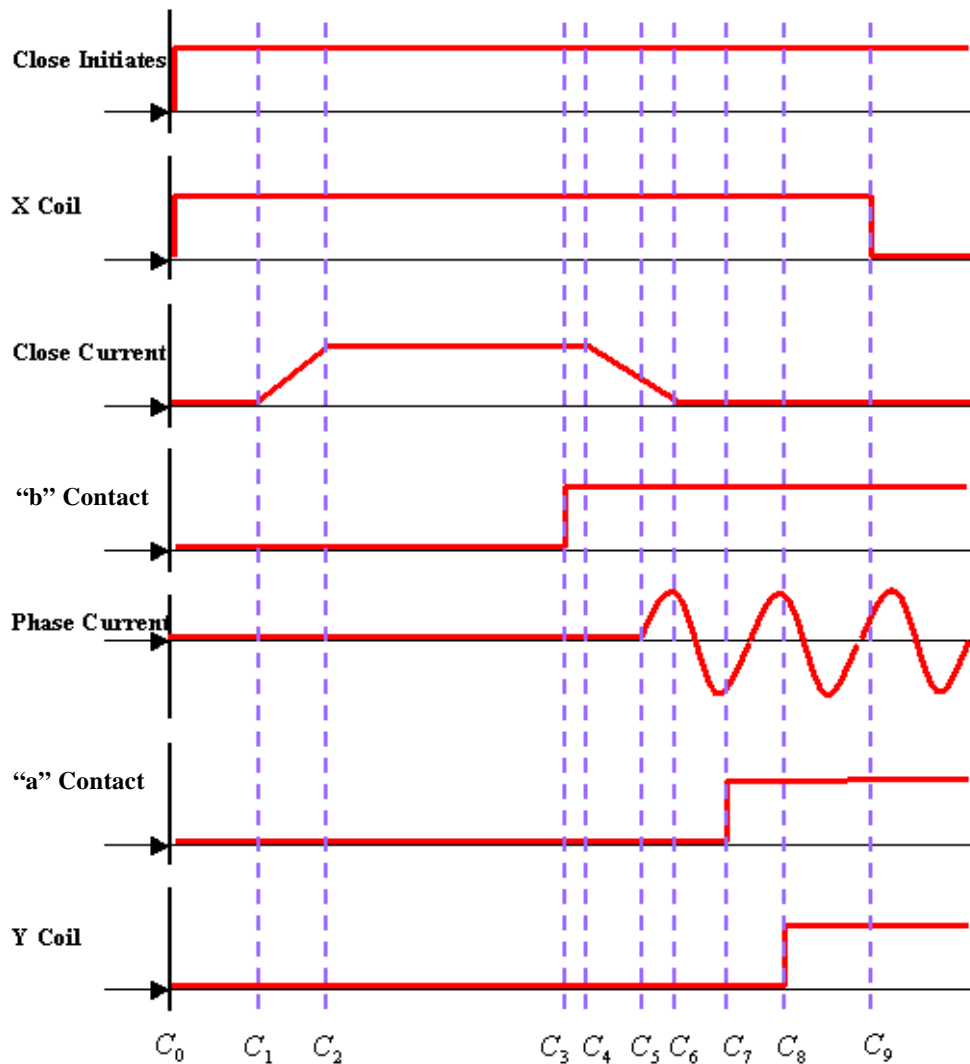 Close Initiates
X Coil
Close Current
“b” Contact
Phase Current
“a” Contact
Y Coil
C₀ C₁ C₂ C₃ C₄ C₅ C₆ C₇ C₈ C₉